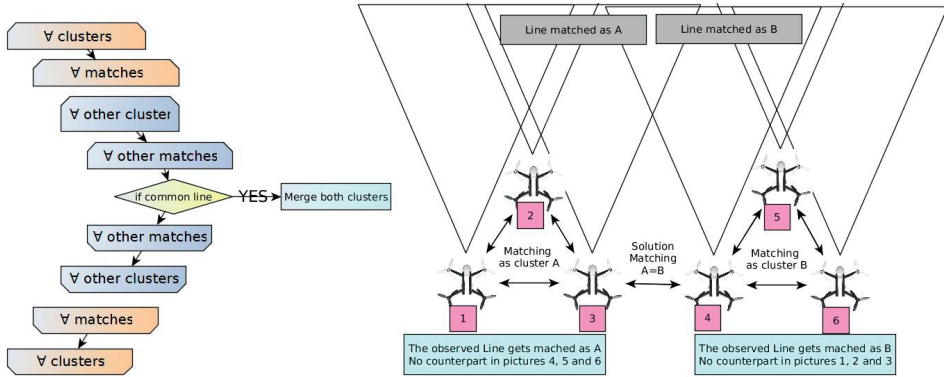 ∀ clusters
∀ matches
∀ other cluster
∀ other matches
if common line
YES
Merge both clusters
∀ other matches
∀ other clusters
∀ matches
∀ clusters
Line matched as A
Line matched as B
2
5
Matching
as cluster A
Solution
Matching
A=B
Matching
as cluster B
1
3
4
6
The observed Line gets mached as A
No counterpart in pictures 4, 5 and 6
The observed Line gets mached as B
No counterpart in pictures 1, 2 and 3